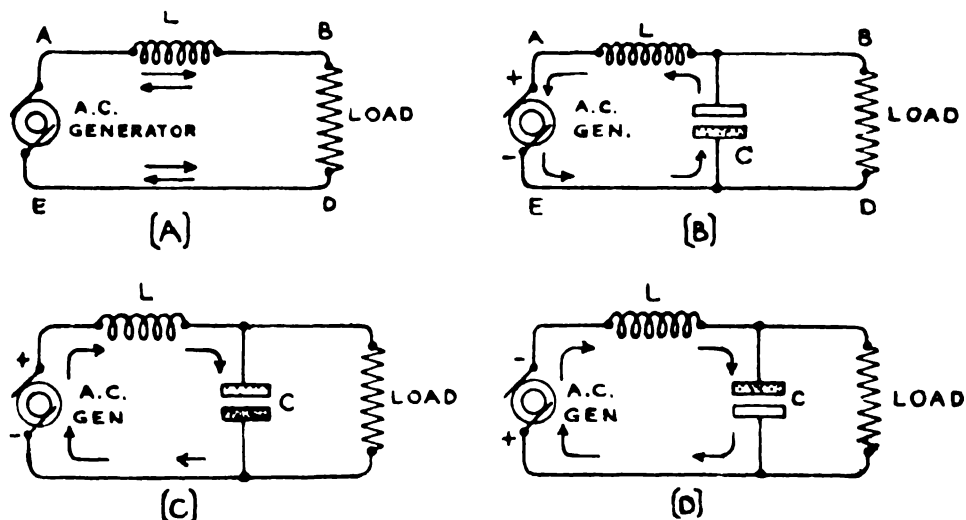 A L B
A.C. GENERATOR
LOAD
E D
[A]
A L B
+
A.C. GEN.
-
C
LOAD
E D
[B]
L
+
A.C. GEN
-
C
LOAD
[C]
L
-
A.C. GEN
+
C
LOAD
[D]